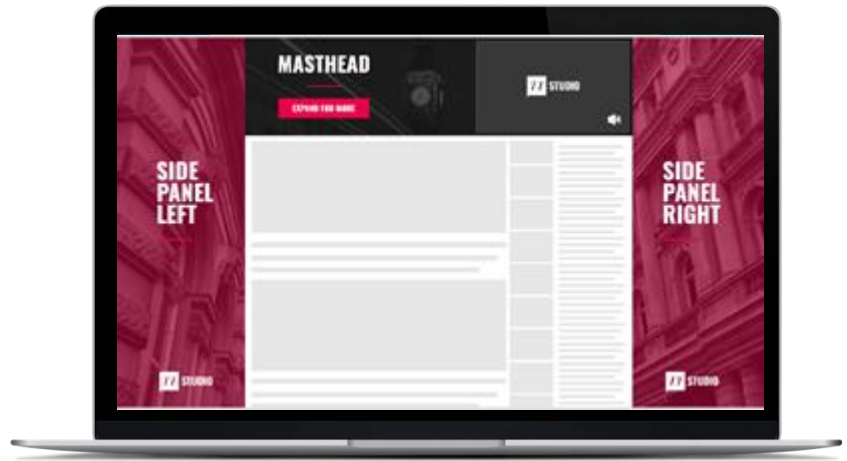 MASTHEAD
EXPAND FOR MORE
STUDIO
SIDE
PANEL
LEFT
SIDE
PANEL
RIGHT
STUDIO
STUDIO